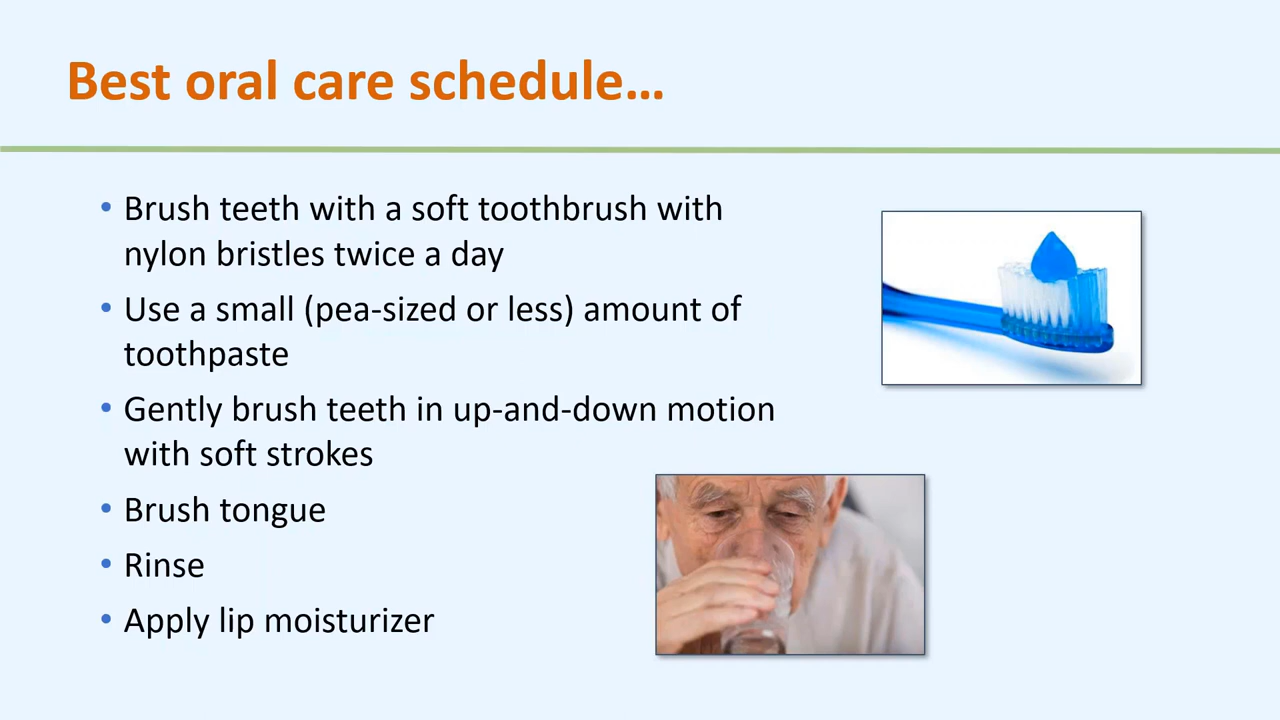 Best oral care schedule…
• Brush teeth with a soft toothbrush with
nylon bristles twice a day
• Use a small (pea-sized or less) amount of
toothpaste
• Gently brush teeth in up-and-down motion
with soft strokes
• Brush tongue
• Rinse
• Apply lip moisturizer